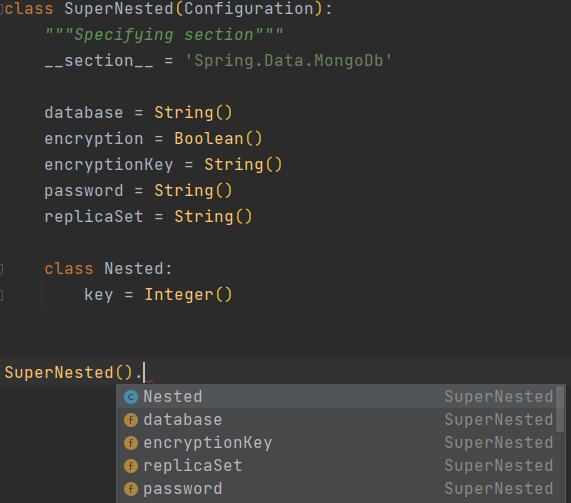 class SuperNested(Configuration):
    """Specifying section"""
    __section__ = 'Spring.Data.MongoDb'
    database = String()
    encryption = Boolean()
    encryptionKey = String()
    password = String()
    replicaSet = String()
    class Nested:
        key = Integer()
SuperNested().
c Nested SuperNested
f database SuperNested
f encryptionKey SuperNested
f replicaSet SuperNested
f password SuperNested